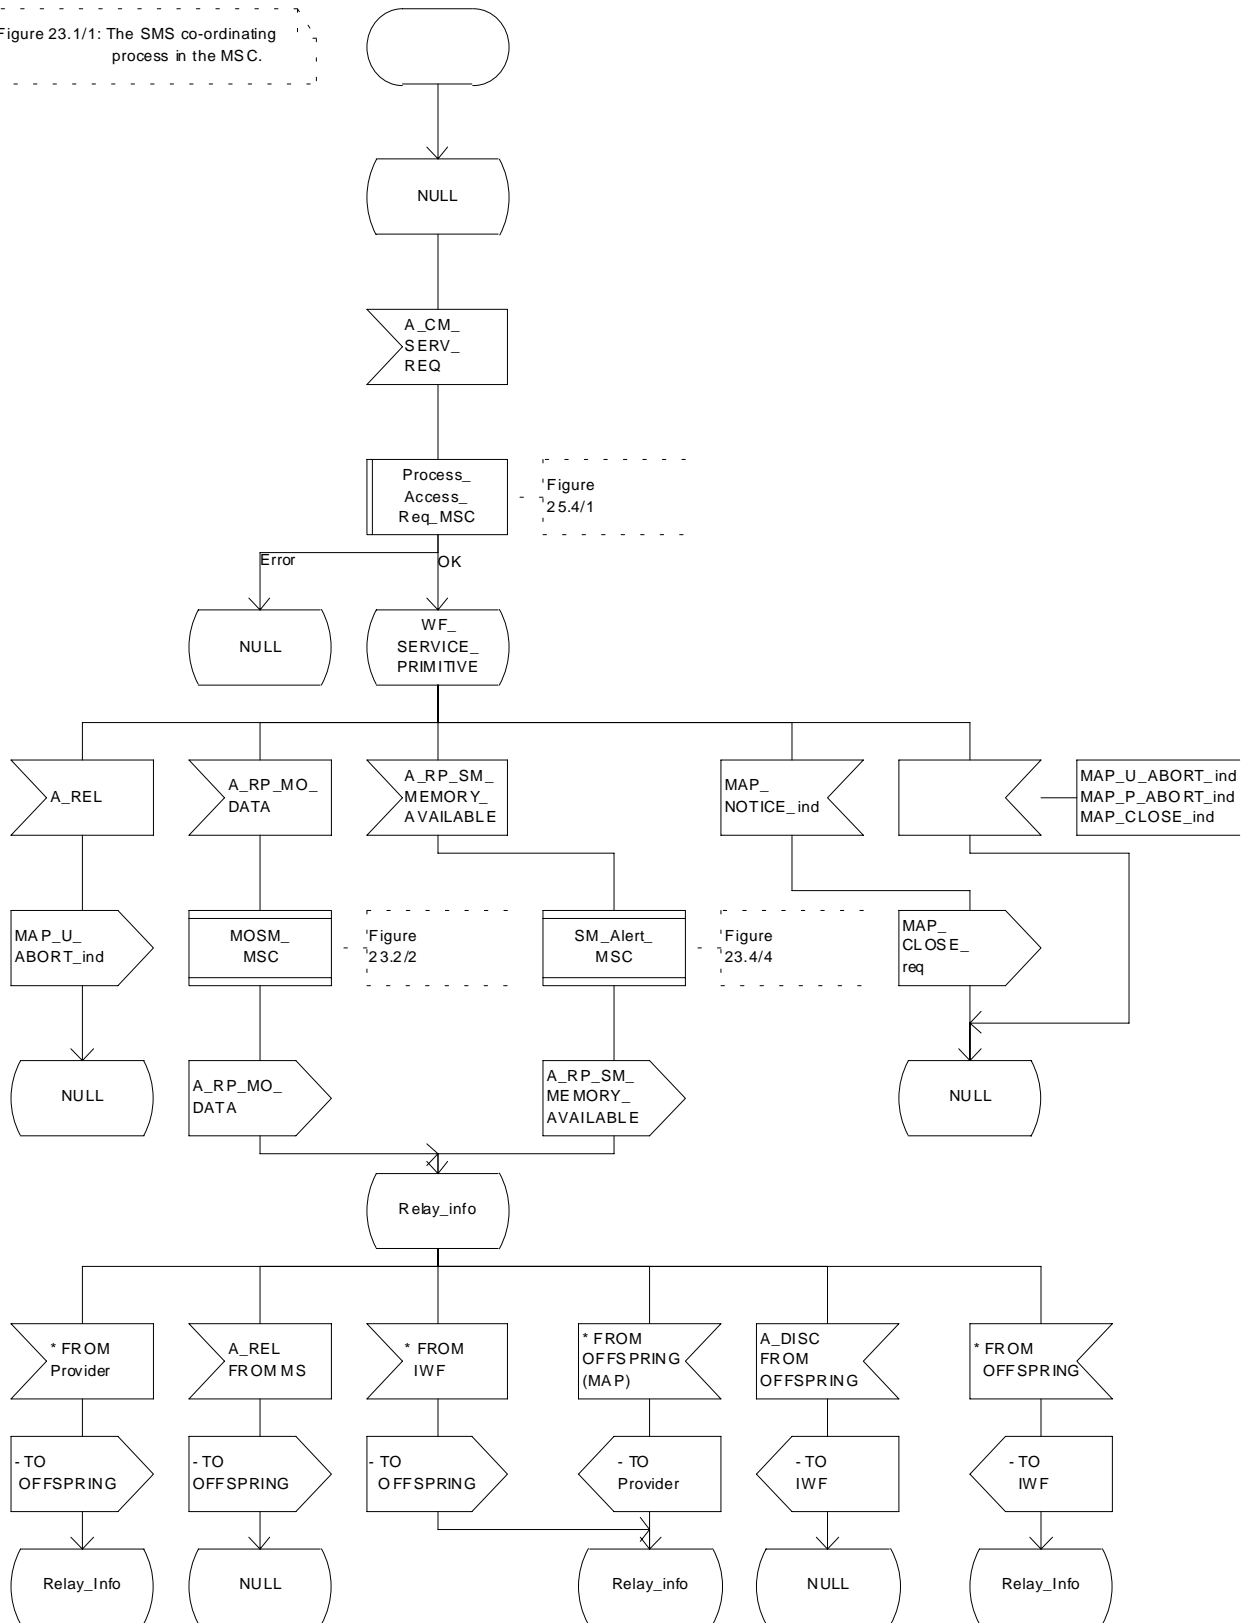 Figure 23.1/1: The SMS co-ordinating
process in the MSC.
NULL
A_CM_
SERV_
REQ
Process_
Access_
Req_MSC
Figure
25.4/1
Error
OK
NULL
WF_
SERVICE_
PRIMITIVE
A_REL
A_RP_MO_
DATA
A_RP_SM_
MEMORY_
AVAILABLE
MAP_
NOTICE_ind
MAP_U_ABORT_ind
MAP_P_ABORT_ind
MAP_CLOSE_ind
MAP_U_
ABORT_ind
MOSM_
MSC
Figure
23.2/2
SM_Alert_
MSC
Figure
23.4/4
MAP_
CLOSE_
req
NULL
A_RP_MO_
DATA
A_RP_SM_
MEMORY_
AVAILABLE
NULL
Relay_info
* FROM
Provider
A_REL
FROM MS
* FROM
IWF
* FROM
OFFSPRING
(MAP)
A_DISC
FROM
OFFSPRING
* FROM
OFFSPRING
- TO
OFFSPRING
- TO
OFFSPRING
- TO
OFFSPRING
- TO
Provider
- TO
IWF
- TO
IWF
Relay_Info
NULL
Relay_info
NULL
Relay_Info